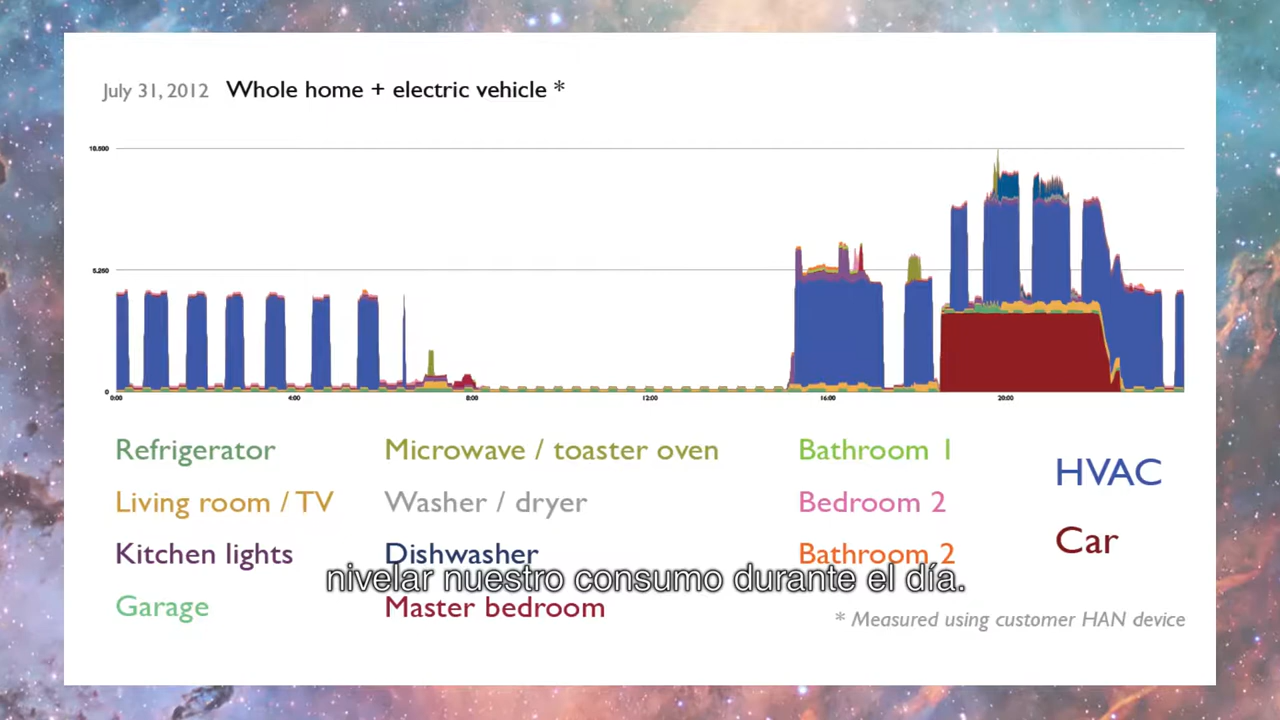 July 31, 2012 Whole home + electric vehicle *
10,500
5,250
0
0:00 4:00 8:00 12:00 16:00 20:00
Refrigerator Microwave / toaster oven Bathroom 1
HVAC
Living room / TV Washer / dryer Bedroom 2
Car
Kitchen lights Dishwasher Bathroom 2
nivelar nuestro consumo durante el día.
Garage Master bedroom
* Measured using customer HAN device